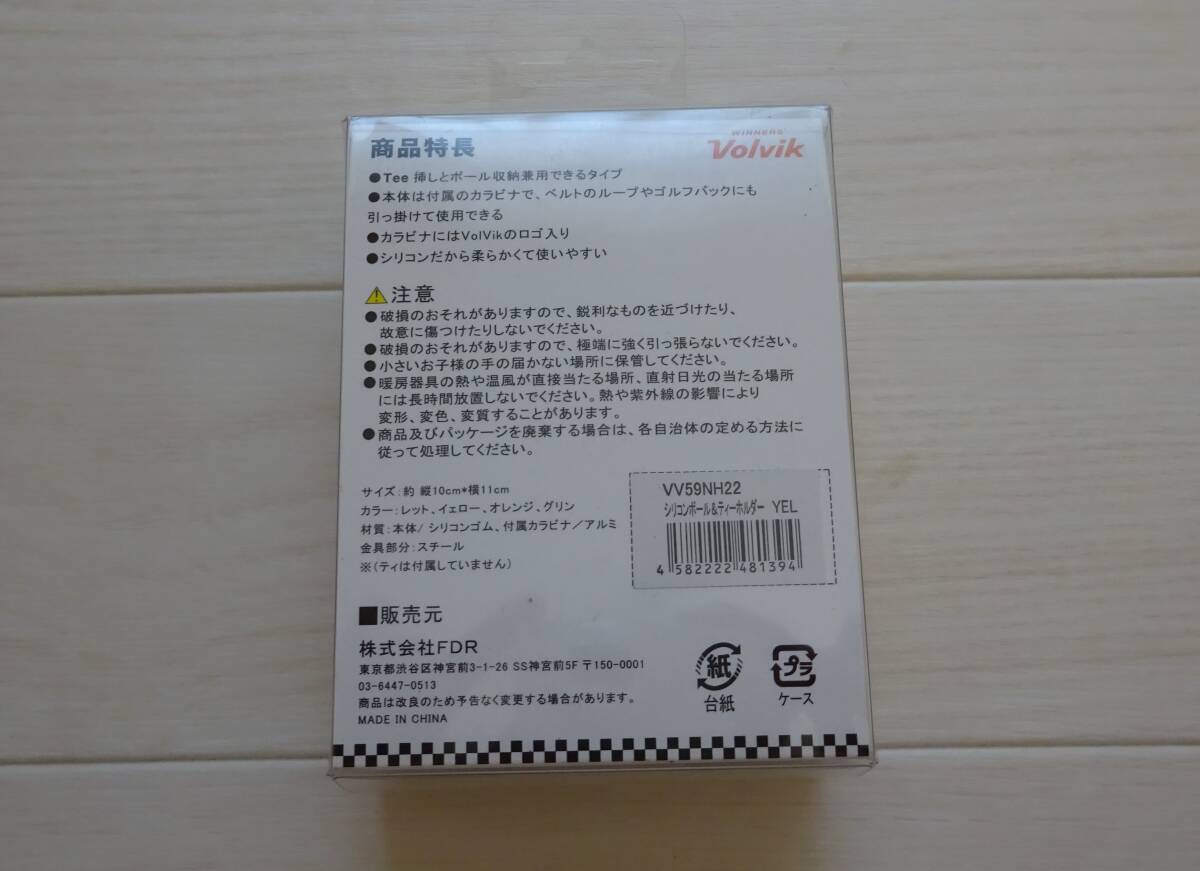 商品特長
WINNERS
Volvik
●Tee 挿しとボール収納兼用できるタイプ
●本体は付属のカラビナで、ベルトのループやゴルフバックにも
引っ掛けて使用できる
●カラビナにはVolVikのロゴ入り
●シリコンだから柔らかくて使いやすい
注意
●破損のおそれがありますので、鋭利なものを近づけたり、
故意に傷つけたりしないでください。
●破損のおそれがありますので、極端に強く引っ張らないでください。
●小さいお子様の手の届かない場所に保管してください。
●暖房器具の熱や温風が直接当たる場所、直射日光の当たる場所
には長時間放置しないでください。熱や紫外線の影響により
変形、変色、変質することがあります。
●商品及びパッケージを廃棄する場合は、各自治体の定める方法に
従って処理してください。
サイズ:約 縦10cm*横11cm
カラー:レット、イェロー、オレンジ、グリン
材質:本体/シリコンゴム、付属カラビナ/アルミ
金具部分:スチール
※(ティは付属していません)
VV59NH22
シリコンボール&ティーホルダー YEL
4 582222 481394
■販売元
株式会社FDR
東京都渋谷区神宮前3-1-26 SS神宮前5F 〒150-0001
03-6447-0513
商品は改良のため予告なく変更する場合があります。
MADE IN CHINA
紙
台紙
プラ
ケース